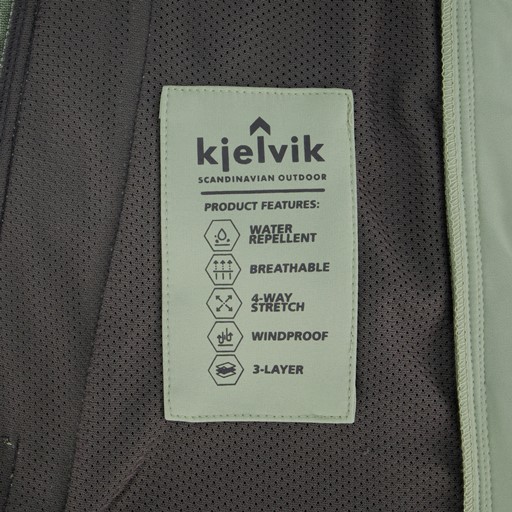 kjelvik
SCANDINAVIAN OUTDOOR
PRODUCT FEATURES:
WATER
REPELLENT
BREATHABLE
4-WAY
STRETCH
WINDPROOF
3-LAYER